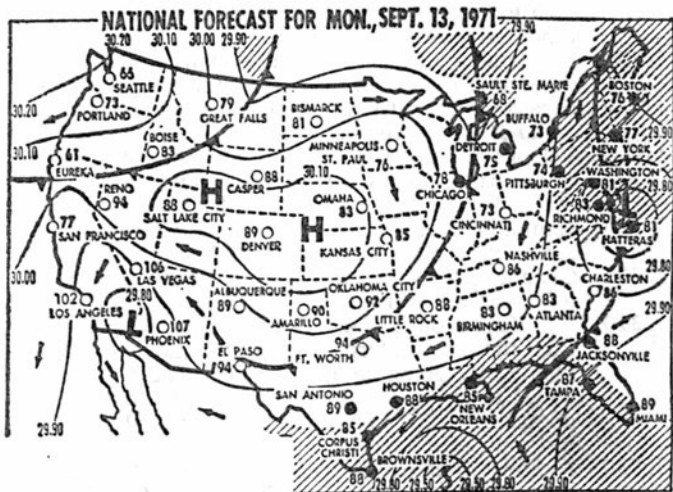 NATIONAL FORECAST FOR MON., SEPT. 13, 1971
30.20 30.10 30.00 29.90
66
SEATTLE
73
PORTLAND
79
GREAT FALLS
BISMARCK
81
SAULT STE. MARIE
68
BOSTON
76
30.20
BOISE
83
MINNEAPOLIS
ST. PAUL
76
BUFFALO
73
DETROIT
75
77
NEW YORK
29.90
30.10
61
EUREKA
RENO
94
88
CASPER
30.10
78
CHICAGO
74
PITTSBURGH
WASHINGTON
81
29.80
H
88
SALT LAKE CITY
OMAHA
83
73
CINCINNATI
83
RICHMOND
L
81
HATTERAS
77
SAN FRANCISCO
89
DENVER
H
85
KANSAS CITY
30.00
106
LAS VEGAS
NASHVILLE
86
CHARLESTON
86
29.80
102
LOS ANGELES
29.80
ALBUQUERQUE
89
OKLAHOMA CITY
92
90
AMARILLO
88
LITTLE ROCK
83
BIRMINGHAM
83
ATLANTA
29.90
L
107
PHOENIX
EL PASO
94
94
FT. WORTH
88
JACKSONVILLE
SAN ANTONIO
89
HOUSTON
88
85
NEW
ORLEANS
87
TAMPA
89
MIAMI
29.90
85
CORPUS
CHRISTI
BROWNSVILLE
88
29.80 29.50 29.50 29.80 29.90